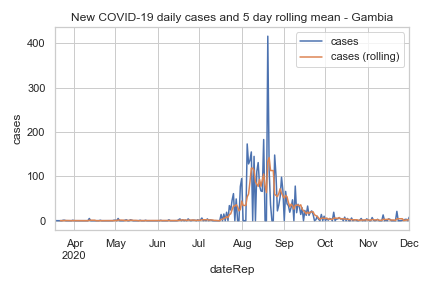 New COVID-19 daily cases and 5 day rolling mean - Gambia
cases
cases (rolling)
400
300
200
100
0
cases
Apr May Jun Jul Aug Sep Oct Nov Dec
2020
dateRep